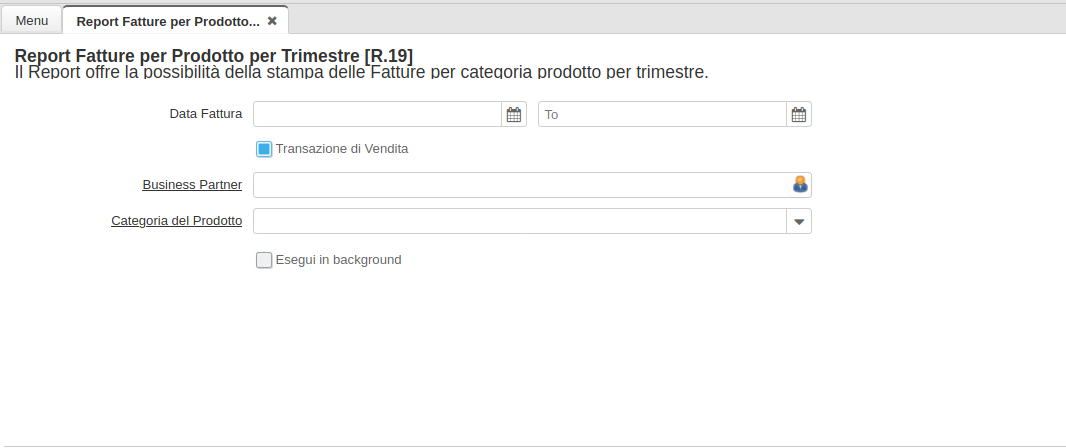 Menu
Report Fatture per Prodotto... ✖
Report Fatture per Prodotto per Trimestre [R.19]
Il Report offre la possibilità della stampa delle Fatture per categoria prodotto per trimestre.
Data Fattura
To
Transazione di Vendita
Business Partner
Categoria del Prodotto
Esegui in background